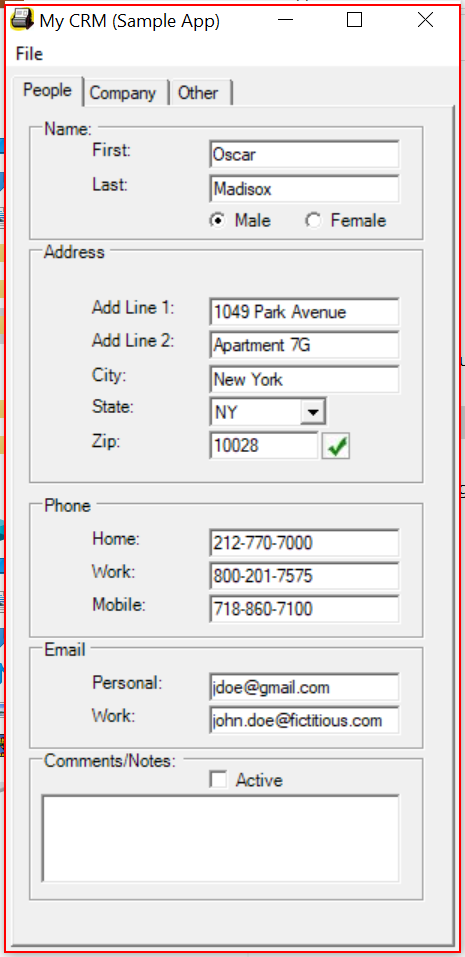 My CRM (Sample App)
File
People Company Other
Name:
First: Oscar
Last: Madisox
Male Female
Address
Add Line 1: 1049 Park Avenue
Add Line 2: Apartment 7G
City: New York
State: NY
Zip: 10028
Phone
Home: 212-770-7000
Work: 800-201-7575
Mobile: 718-860-7100
Email
Personal: jdoe@gmail.com
Work: john.doe@fictitious.com
Comments/Notes:
Active